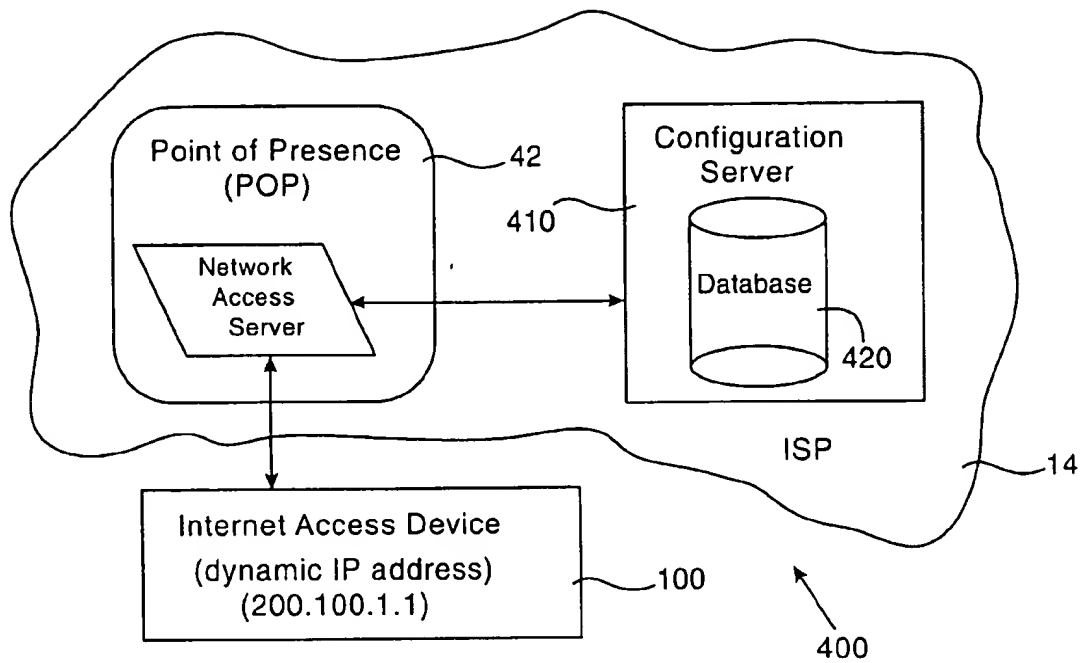 Point of Presence
(POP)
42
Network
Access
Server
Configuration
Server
410
Database
420
ISP
14
Internet Access Device
(dynamic IP address)
(200.100.1.1)
100
400